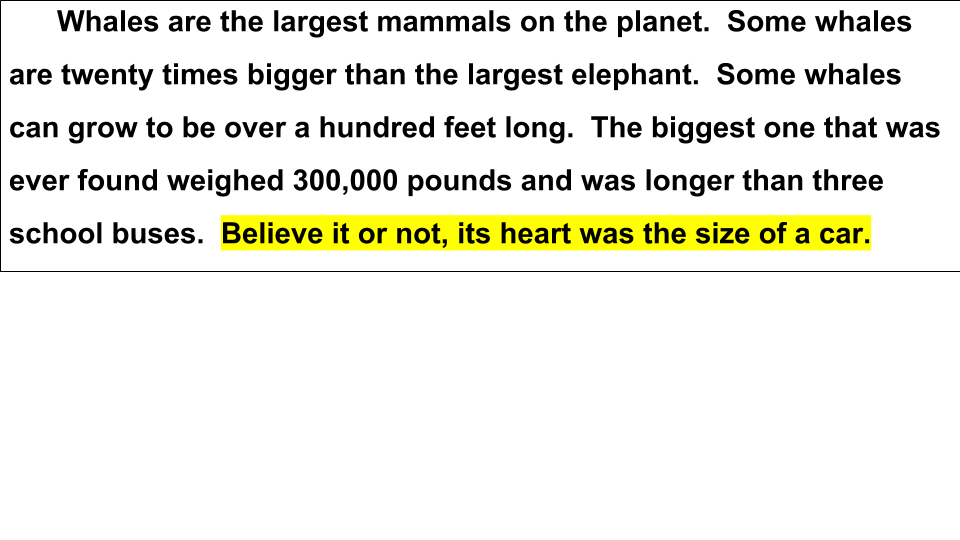 Whales are the largest mammals on the planet.  Some whales
are twenty times bigger than the largest elephant.  Some whales
can grow to be over a hundred feet long.  The biggest one that was
ever found weighed 300,000 pounds and was longer than three
school buses.  Believe it or not, its heart was the size of a car.